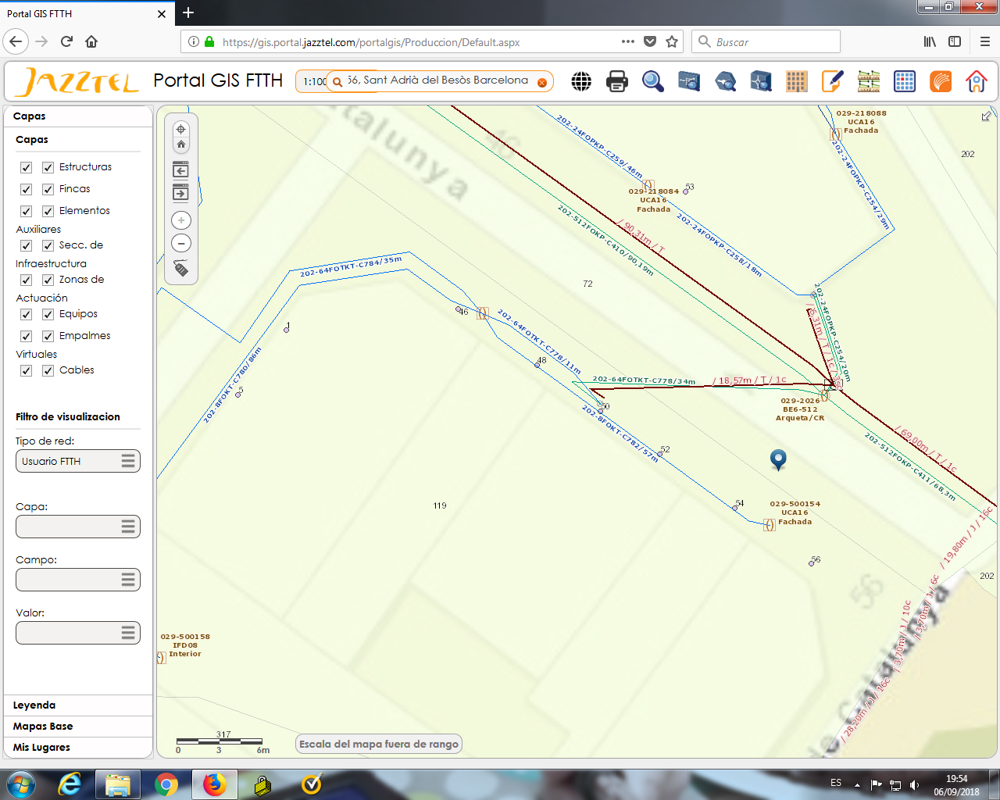 Portal GIS FTTH
https://gis.portal.jazztel.com/portalgis/Produccion/Default.aspx
Buscar
JAZZTEL
Portal GIS FTTH
1:100
56, Sant Adrià del Besòs Barcelona
Capas
Capas
Estructuras
Fincas
Elementos
Auxiliares
Secc. de
Infraestructura
Zonas de
Actuación
Equipos
Empalmes
Virtuales
Cables
Filtro de visualizacion
Tipo de red:
Usuario FTTH
Capa:
Campo:
Valor:
Leyenda
Mapas Base
Mis Lugares
talunya
46
202-24FOPKP-C259/46m
029-218088
UCA16
Fachada
202-24FOPKP-C254/29m
202
53
029-218084
UCA16
Fachada
202-24FOPKP-C258/18m
/ 90,31m / T
202-512FOKP-C410/90,19m
202-64FOTKT-C784/35m
72
202-24FOPKP-C254/20m
46
202-64FOTKT-C778/11m
1
48
202-8FOKT-C780/86m
5
202-64FOTKT-C778/34m
/ 18,57m / T / 1c
029-2026
BE6-512
Arqueta/CR
50
202-8FOKT-C782/57m
52
/ 69,00m / T / 1c
202-512FOKP-C411/68,3m
54
029-500154
UCA16
Fachada
119
56
56
/ 19,80m / J / 16c
202
/ 3,10m / J / 10c
/ 28,20m / J / 16c
Catalunya
029-500158
IFD08
Interior
317
0 3 6m
Escala del mapa fuera de rango
ES
19:54
06/09/2018